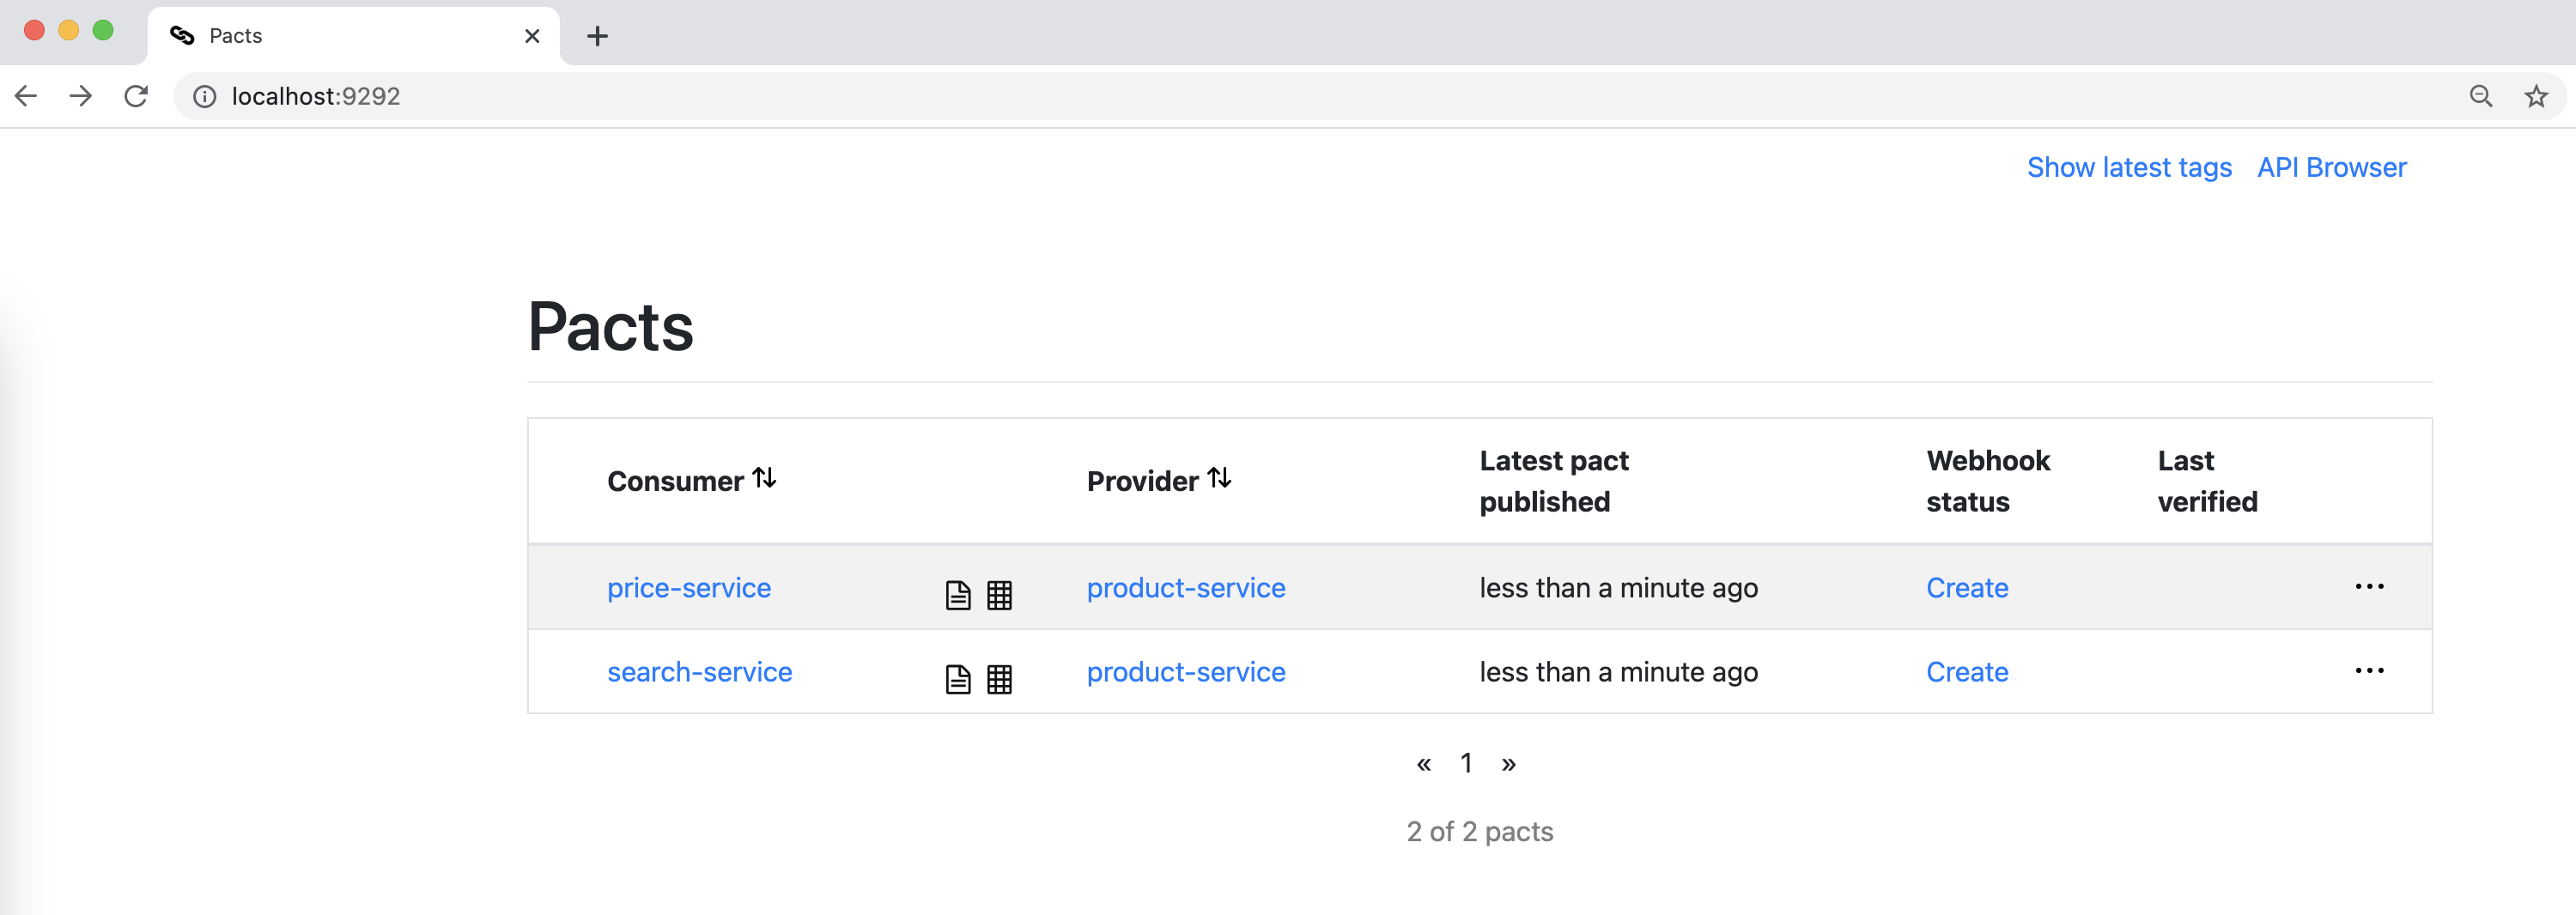 Pacts
localhost:9292
Show latest tags API Browser
Pacts
Consumer Provider Latest pact published Webhook status Last verified
price-service product-service less than a minute ago Create ...
search-service product-service less than a minute ago Create ...
« 1 »
2 of 2 pacts